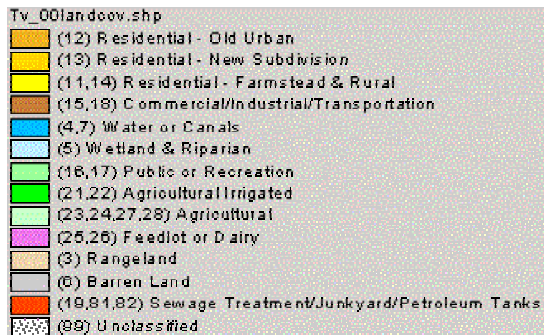 Tv_00landcov.shp
(12) Residential - Old Urban
(13) Residential - New Subdivision
(11,14) Residential - Farmstead & Rural
(15,18) Commercial/Industrial/Transportation
(4,7) Water or Canals
(5) Wetland & Riparian
(16,17) Public or Recreation
(21,22) Agricultural Irrigated
(23,24,27,28) Agricultural
(25,26) Feedlot or Dairy
(3) Rangeland
(6) Barren Land
(19,81,82) Sewage Treatment/Junkyard/Petroleum Tanks
(99) Unclassified